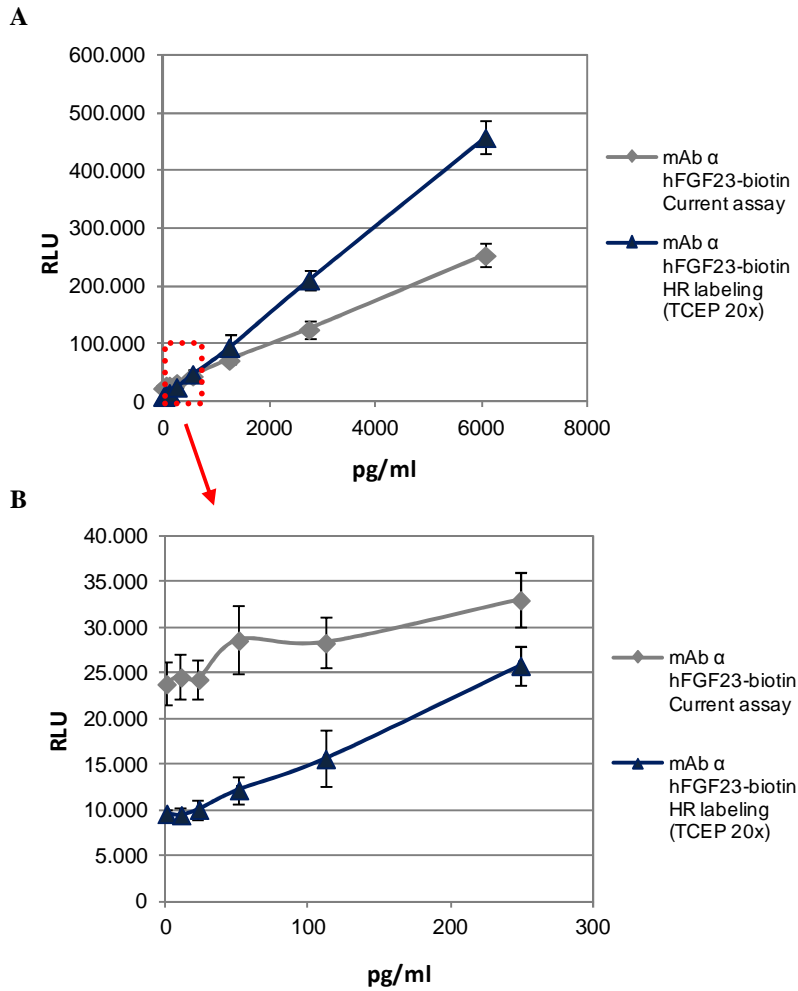 A
600.000
500.000
400.000
300.000
200.000
100.000
0
RLU
0 2000 4000 6000 8000
pg/ml
mAb α
hFGF23-biotin
Current assay
mAb α
hFGF23-biotin
HR labeling
(TCEP 20x)
B
40.000
35.000
30.000
25.000
20.000
15.000
10.000
5.000
0
RLU
0 100 200 300
pg/ml
mAb α
hFGF23-biotin
Current assay
mAb α
hFGF23-biotin
HR labeling
(TCEP 20x)